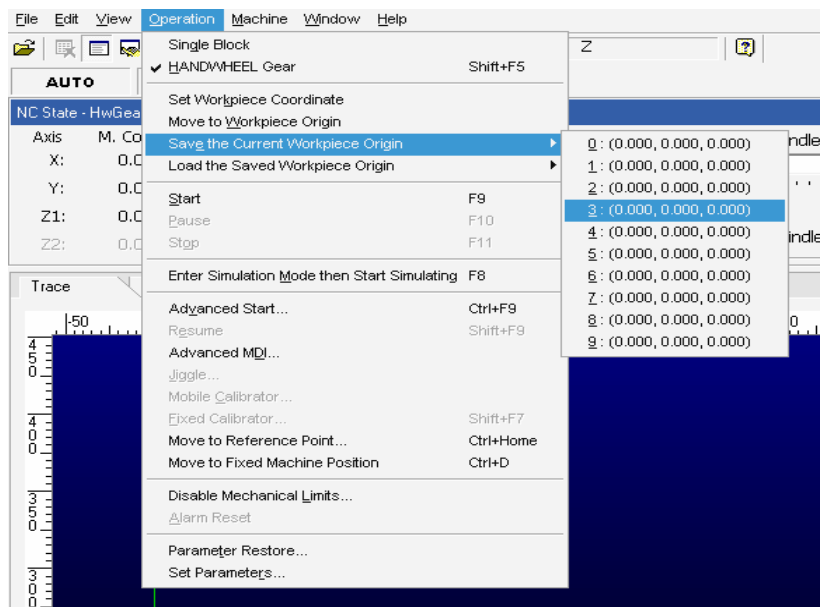 File Edit View Operation Machine Window Help
Z
AUTO
Single Block
HANDWHEEL Gear Shift+F5
Set Workpiece Coordinate
Move to Workpiece Origin
Save the Current Workpiece Origin
Load the Saved Workpiece Origin
Start F9
Pause F10
Stop F11
Enter Simulation Mode then Start Simulating F8
Advanced Start... Ctrl+F9
Resume Shift+F9
Advanced MDI...
Jiggle...
Mobile Calibrator...
Fixed Calibrator... Shift+F7
Move to Reference Point... Ctrl+Home
Move to Fixed Machine Position Ctrl+D
Disable Mechanical Limits...
Alarm Reset
Parameter Restore...
Set Parameters...
0 : (0.000, 0.000, 0.000)
1 : (0.000, 0.000, 0.000)
2 : (0.000, 0.000, 0.000)
3 : (0.000, 0.000, 0.000)
4 : (0.000, 0.000, 0.000)
5 : (0.000, 0.000, 0.000)
6 : (0.000, 0.000, 0.000)
7 : (0.000, 0.000, 0.000)
8 : (0.000, 0.000, 0.000)
9 : (0.000, 0.000, 0.000)
NC State - HwGea
Axis M. Co
X: 0.0
Y: 0.0
Z1: 0.0
Z2: 0.0
ndle
indle
Trace
-50
0
450
400
350
30